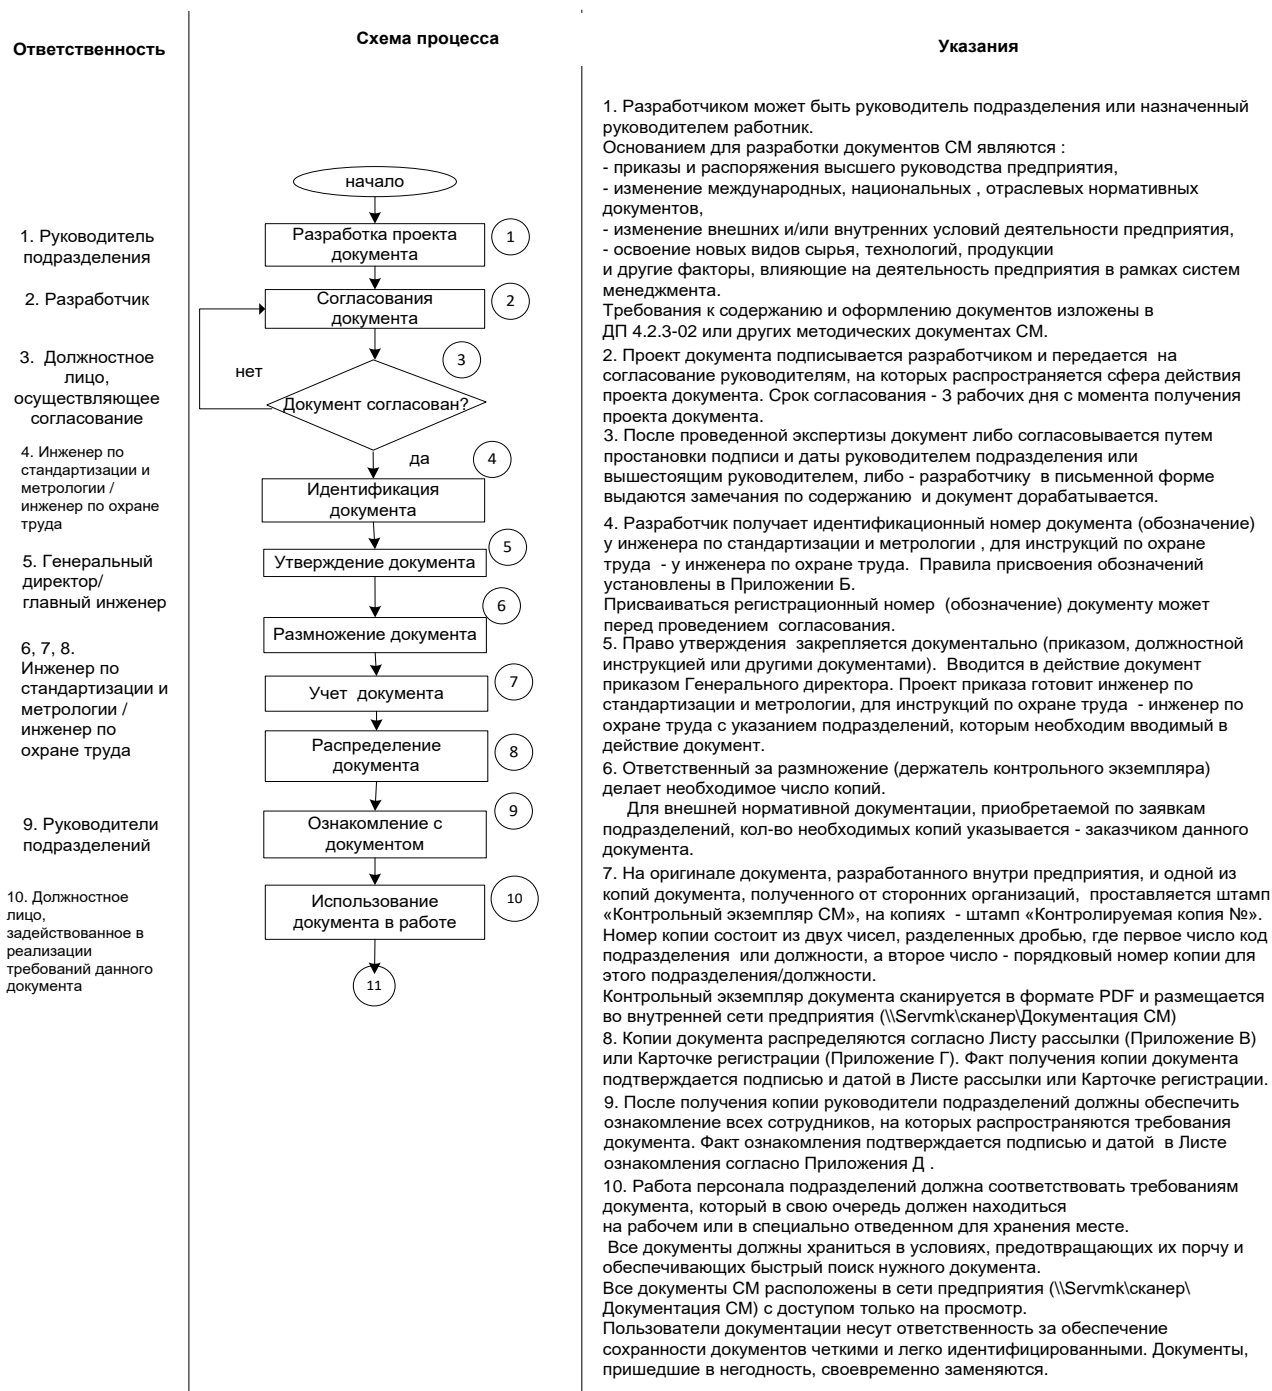 Ответственность
Схема процесса
Указания
1. Руководитель
подразделения
2. Разработчик
3. Должностное
лицо,
осуществляющее
согласование
4. Инженер по
стандартизации и
метрологии /
инженер по охране
труда
5. Генеральный
директор/
главный инженер
6, 7, 8.
Инженер по
стандартизации и
метрологии /
инженер по
охране труда
9. Руководители
подразделений
10. Должностное
лицо,
задействованное в
реализации
требований данного
документа
начало
Разработка проекта
документа
1
Согласования
документа
2
3
нет
Документ согласован?
да
4
Идентификация
документа
5
Утверждение документа
6
Размножение документа
7
Учет документа
Распределение
документа
8
9
Ознакомление с
документом
Использование
документа в работе
10
11
1. Разработчиком может быть руководитель подразделения или назначенный
руководителем работник.
Основанием для разработки документов СМ являются :
- приказы и распоряжения высшего руководства предприятия,
- изменение международных, национальных , отраслевых нормативных
документов,
- изменение внешних и/или внутренних условий деятельности предприятия,
- освоение новых видов сырья, технологий, продукции
и другие факторы, влияющие на деятельность предприятия в рамках систем
менеджмента.
Требования к содержанию и оформлению документов изложены в
ДП 4.2.3-02 или других методических документах СМ.
2. Проект документа подписывается разработчиком и передается на
согласование руководителям, на которых распространяется сфера действия
проекта документа. Срок согласования - 3 рабочих дня с момента получения
проекта документа.
3. После проведенной экспертизы документ либо согласовывается путем
простановки подписи и даты руководителем подразделения или
вышестоящим руководителем, либо - разработчику в письменной форме
выдаются замечания по содержанию и документ дорабатывается.
4. Разработчик получает идентификационный номер документа (обозначение)
у инженера по стандартизации и метрологии , для инструкций по охране
труда - у инженера по охране труда. Правила присвоения обозначений
установлены в Приложении Б.
Присваиваться регистрационный номер (обозначение) документу может
перед проведением согласования.
5. Право утверждения закрепляется документально (приказом, должностной
инструкцией или другими документами). Вводится в действие документ
приказом Генерального директора. Проект приказа готовит инженер по
стандартизации и метрологии, для инструкций по охране труда - инженер по
охране труда с указанием подразделений, которым необходим вводимый в
действие документ.
6. Ответственный за размножение (держатель контрольного экземпляра)
делает необходимое число копий.
Для внешней нормативной документации, приобретаемой по заявкам
подразделений, кол-во необходимых копий указывается - заказчиком данного
документа.
7. На оригинале документа, разработанного внутри предприятия, и одной из
копий документа, полученного от сторонних организаций, проставляется штамп
«Контрольный экземпляр СМ», на копиях - штамп «Контролируемая копия №».
Номер копии состоит из двух чисел, разделенных дробью, где первое число код
подразделения или должности, а второе число - порядковый номер копии для
этого подразделения/должности.
Контрольный экземпляр документа сканируется в формате PDF и размещается
во внутренней сети предприятия (\\Servmk\сканер\Документация СМ)
8. Копии документа распределяются согласно Листу рассылки (Приложение В)
или Карточке регистрации (Приложение Г). Факт получения копии документа
подтверждается подписью и датой в Листе рассылки или Карточке регистрации.
9. После получения копии руководители подразделений должны обеспечить
ознакомление всех сотрудников, на которых распространяются требования
документа. Факт ознакомления подтверждается подписью и датой в Листе
ознакомления согласно Приложения Д .
10. Работа персонала подразделений должна соответствовать требованиям
документа, который в свою очередь должен находиться
на рабочем или в специально отведенном для хранения месте.
Все документы должны храниться в условиях, предотвращающих их порчу и
обеспечивающих быстрый поиск нужного документа.
Все документы СМ расположены в сети предприятия (\\Servmk\сканер\
Документация СМ) с доступом только на просмотр.
Пользователи документации несут ответственность за обеспечение
сохранности документов четкими и легко идентифицированными. Документы,
пришедшие в негодность, своевременно заменяются.